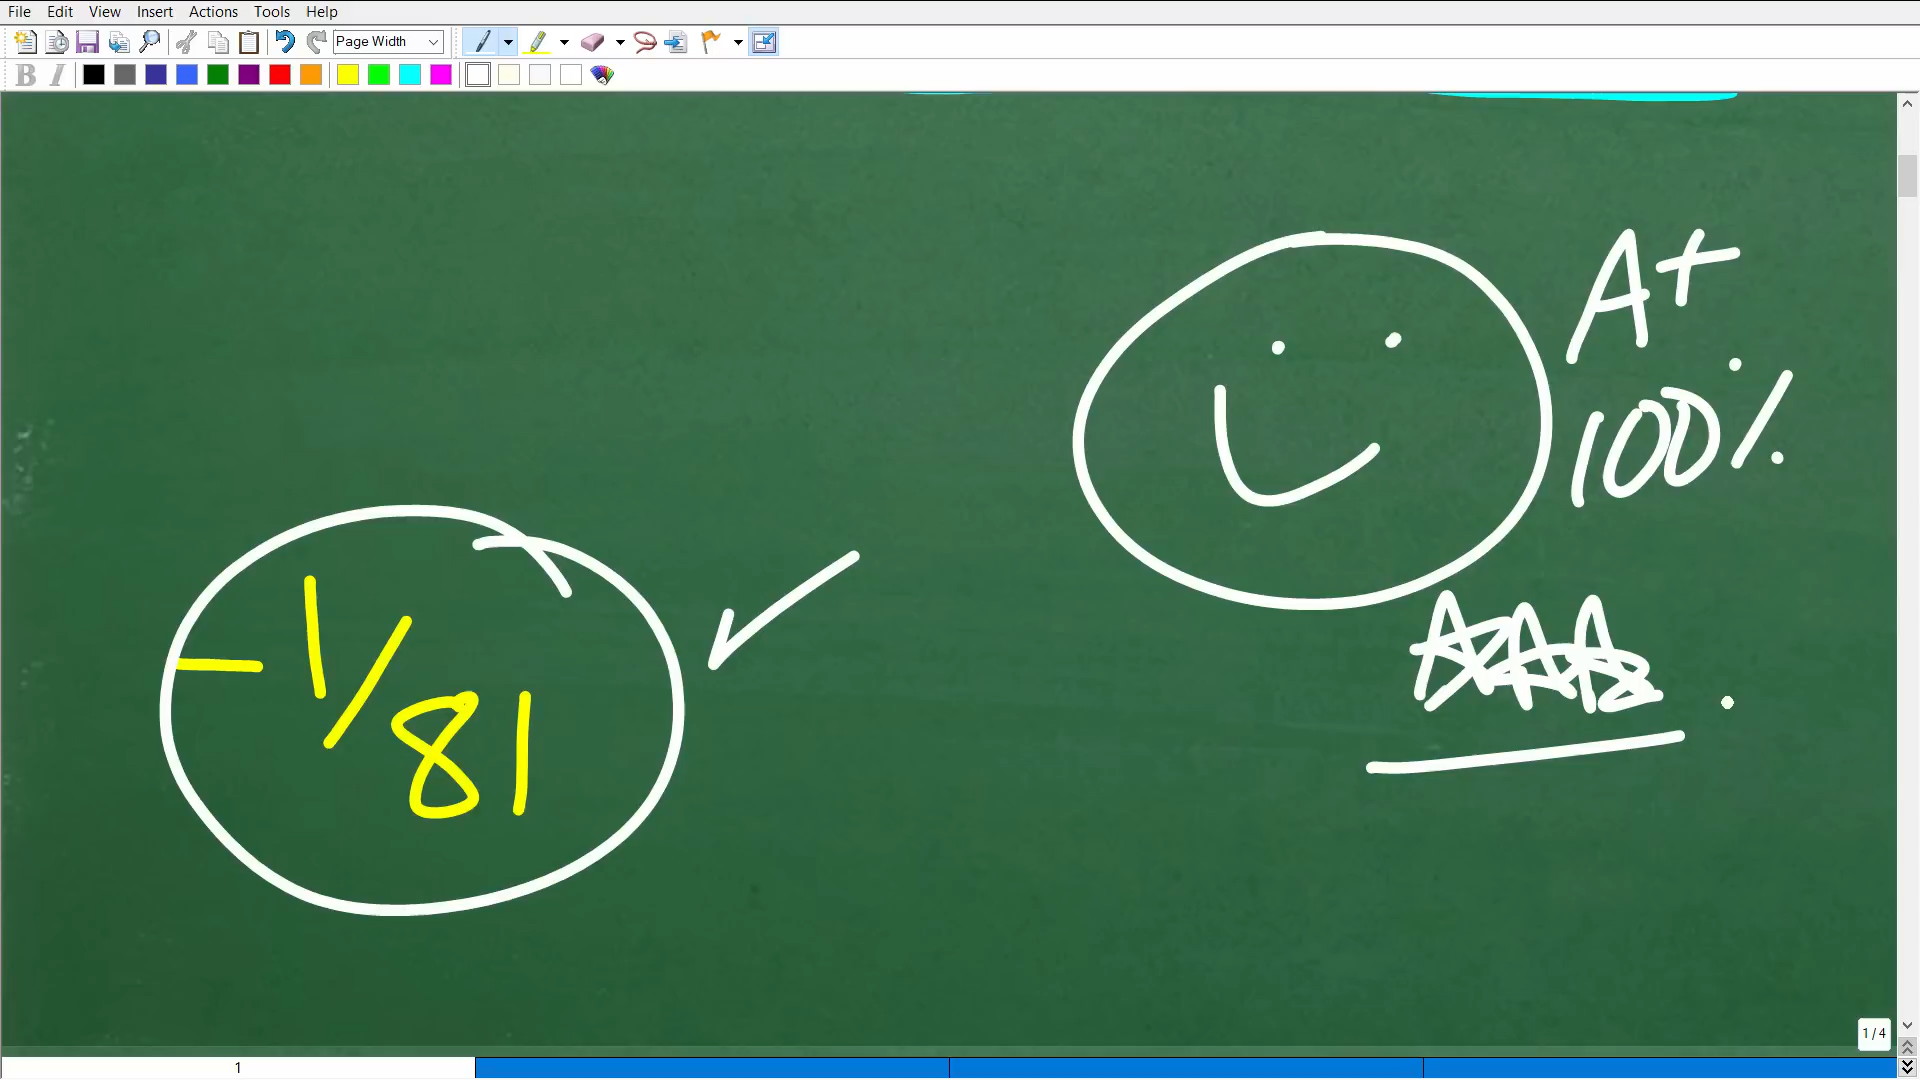 File Edit View Insert Actions Tools Help
Page Width
B I
A+
100%
-1/81
1/4
1